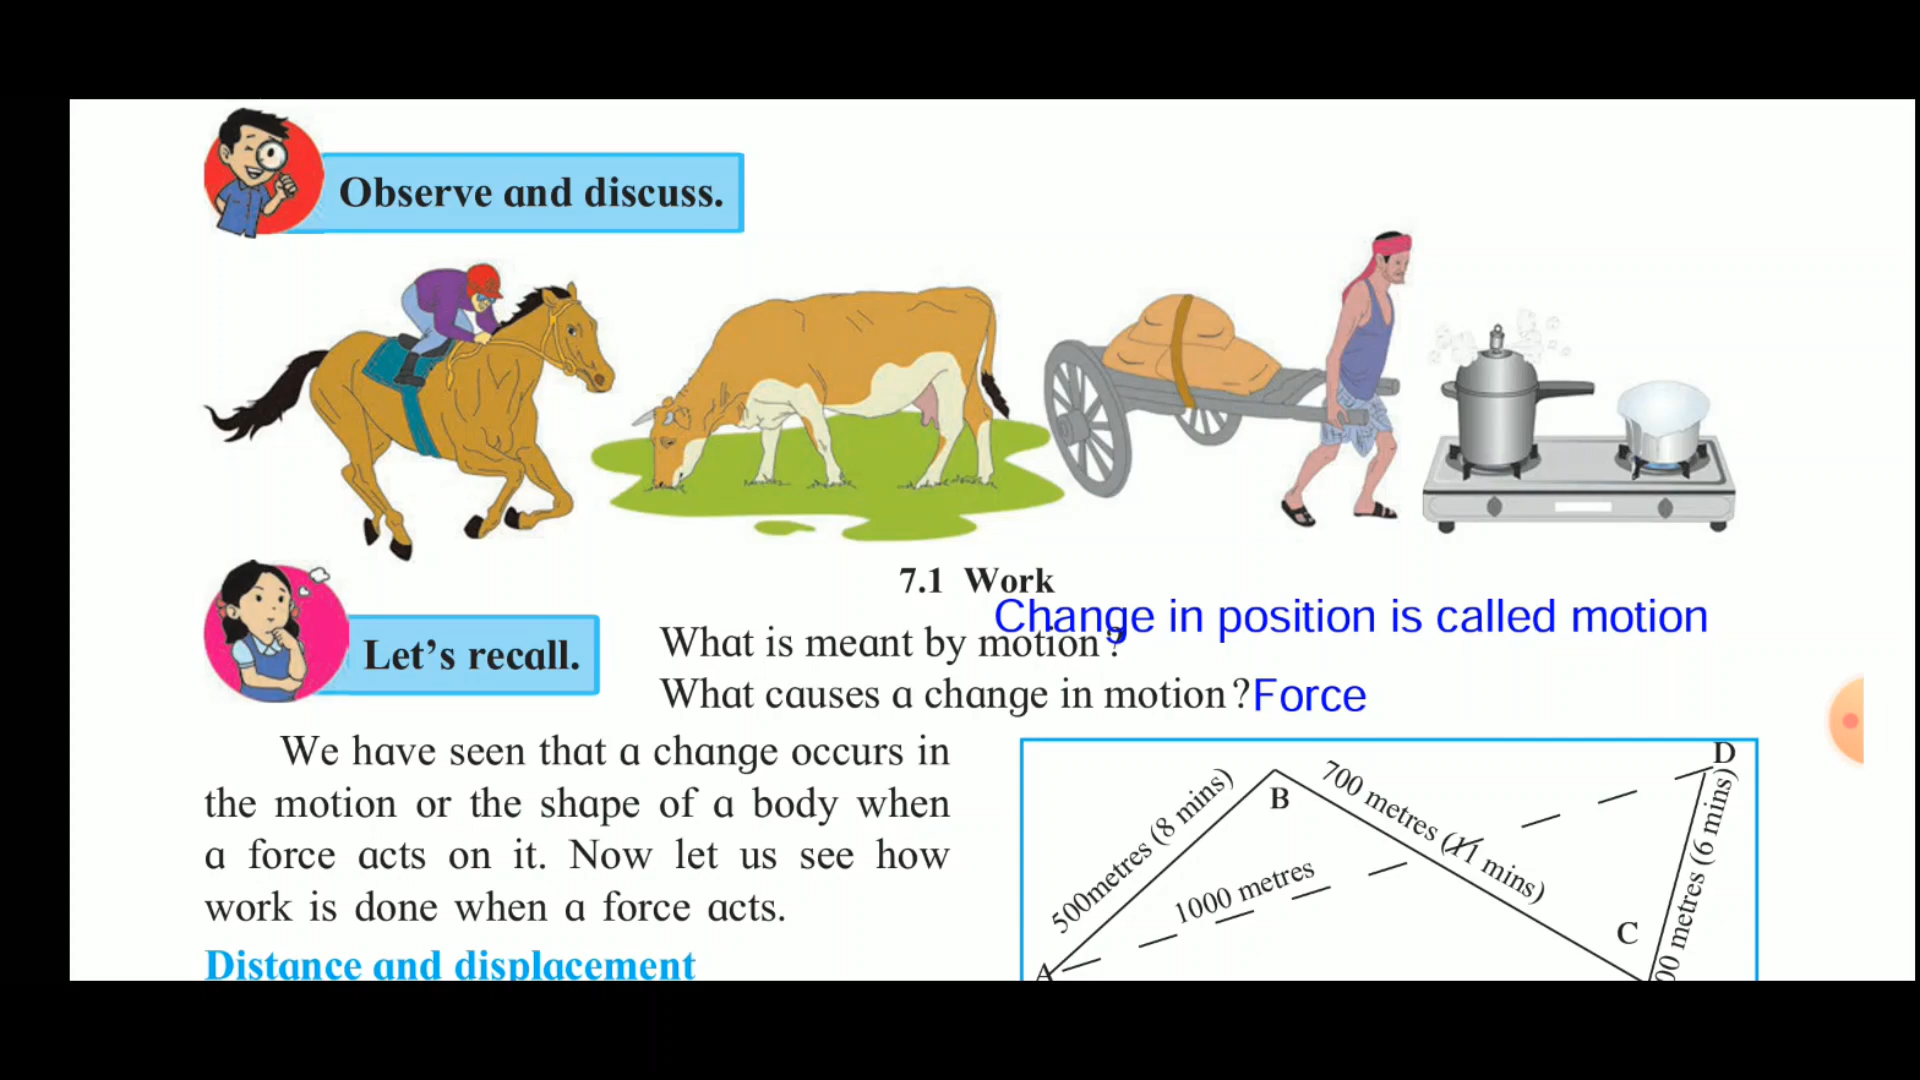 Observe and discuss.
7.1 Work
Change in position is called motion
Let's recall.
What is meant by motion?
What causes a change in motion? Force
We have seen that a change occurs in
the motion or the shape of a body when
a force acts on it. Now let us see how
work is done when a force acts.
Distance and displacement
D
B
700 metres (11 mins)
500metres (8 mins)
1000 metres
00 metres (6 mins)
C
A